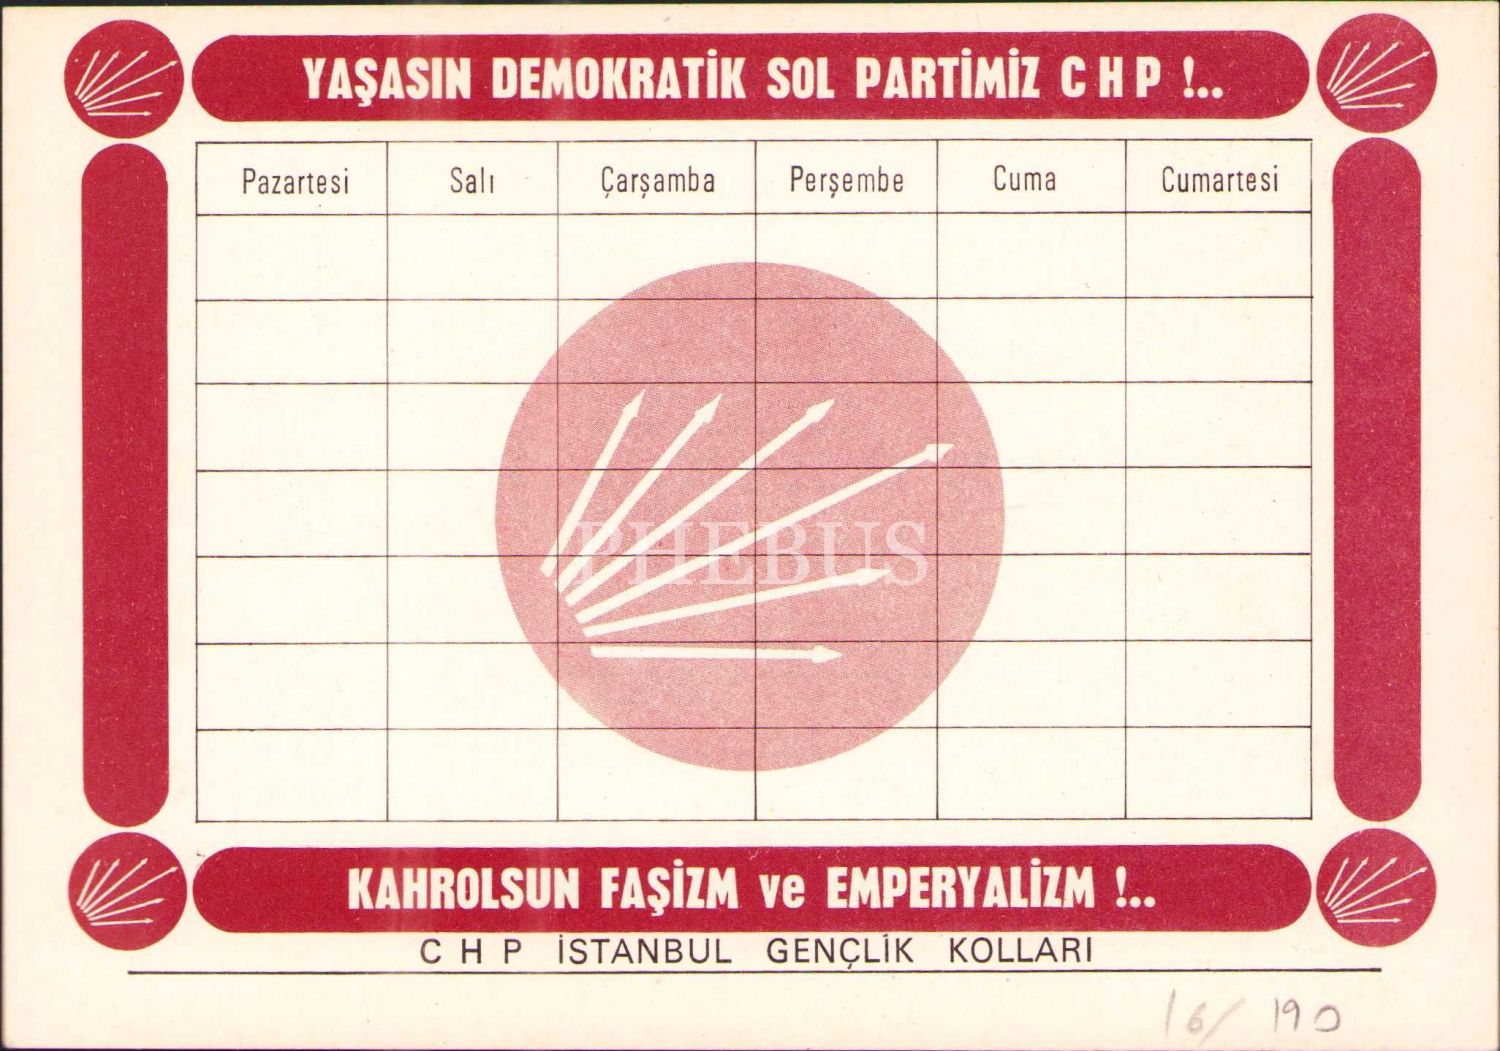 YAŞASIN DEMOKRATİK SOL PARTİMİZ C H P !..
Pazartesi Salı Çarşamba Perşembe Cuma Cumartesi
PHEBUS
KAHROLSUN FAŞİZM ve EMPERYALİZM !..
C H P İSTANBUL GENÇLİK KOLLARI
16/ 190